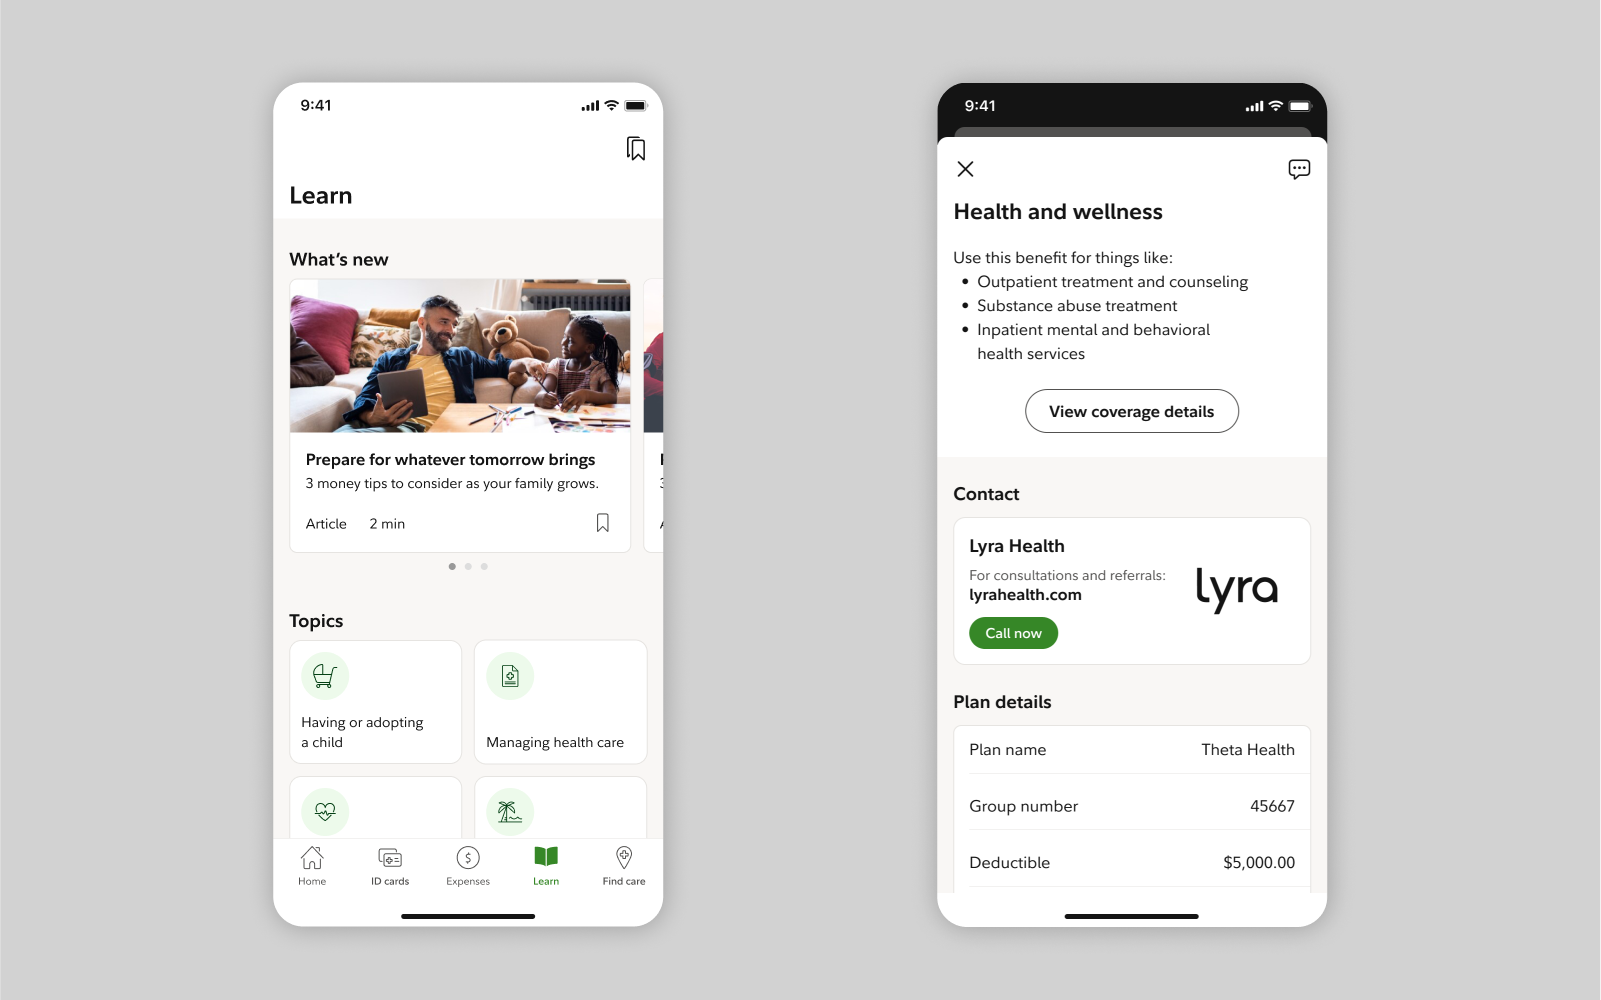 9:41
Learn
What's new
Prepare for whatever tomorrow brings
3 money tips to consider as your family grows.
Article 2 min
Topics
Having or adopting
a child
Managing health care
Home
ID cards
Expenses
Learn
Find care
9:41
Health and wellness
Use this benefit for things like:
• Outpatient treatment and counseling
• Substance abuse treatment
• Inpatient mental and behavioral
health services
View coverage details
Contact
Lyra Health
For consultations and referrals:
lyrahealth.com
lyra
Call now
Plan details
Plan name Theta Health
Group number 45667
Deductible $5,000.00